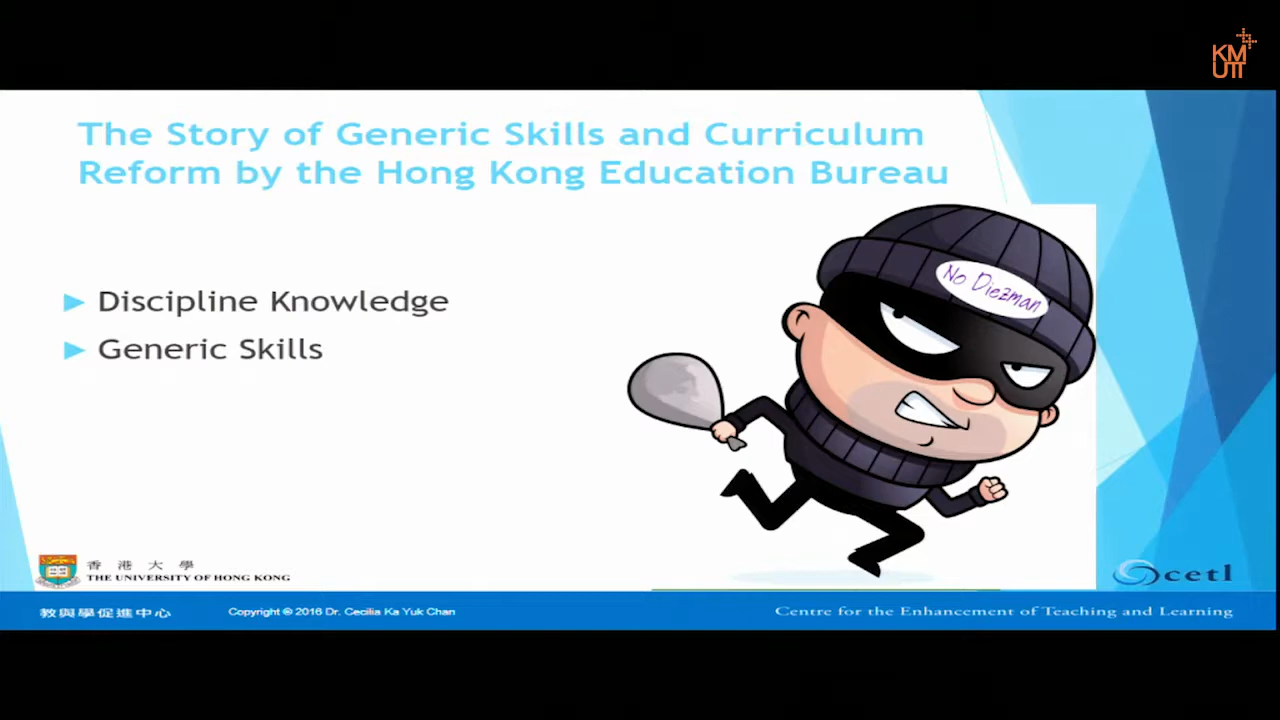 KM
UTT
The Story of Generic Skills and Curriculum
Reform by the Hong Kong Education Bureau
No Diezman
Discipline Knowledge
Generic Skills
香港大學
THE UNIVERSITY OF HONG KONG
cetl
教與學促進中心
Copyright © 2016 Dr. Cecilia Ka Yuk Chan
Centre for the Enhancement of Teaching and Learning